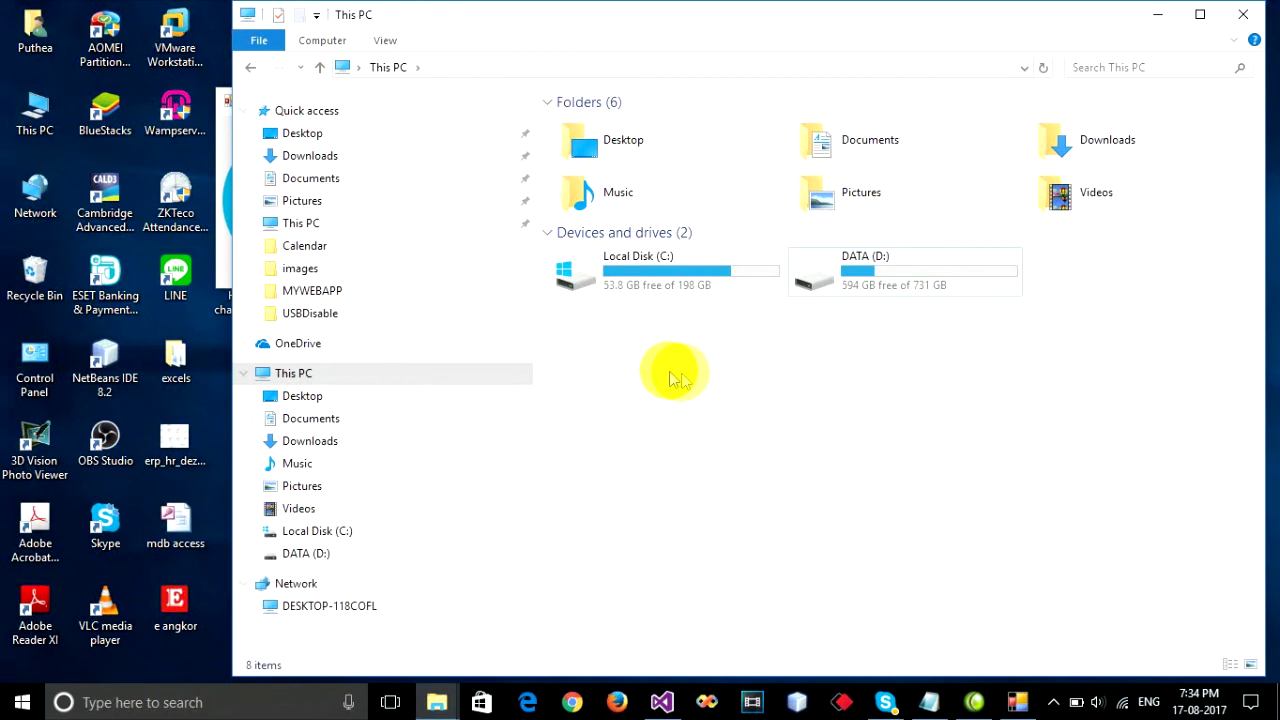 Puthea
AOMEI
Partition...
VMware
Workstati...
This PC
BlueStacks
Wampserv...
Network
Cambridge
Advanced...
ZKTeco
Attendance...
Recycle Bin
ESET Banking
& Payment...
LINE
Control
Panel
NetBeans IDE
8.2
excels
3D Vision
Photo Viewer
OBS Studio
erp_hr_dez...
Adobe
Acrobat...
Skype
mdb access
Adobe
Reader XI
VLC media
player
e angkor
This PC
File
Computer
View
This PC
Search This PC
Quick access
Desktop
Downloads
Documents
Pictures
This PC
Calendar
images
MYWEBAPP
USBDisable
OneDrive
This PC
Desktop
Documents
Downloads
Music
Pictures
Videos
Local Disk (C:)
DATA (D:)
Network
DESKTOP-118COFL
Folders (6)
Desktop
Documents
Downloads
Music
Pictures
Videos
Devices and drives (2)
Local Disk (C:)
53.8 GB free of 198 GB
DATA (D:)
594 GB free of 731 GB
8 items
Type here to search
ENG
7:34 PM
17-08-2017